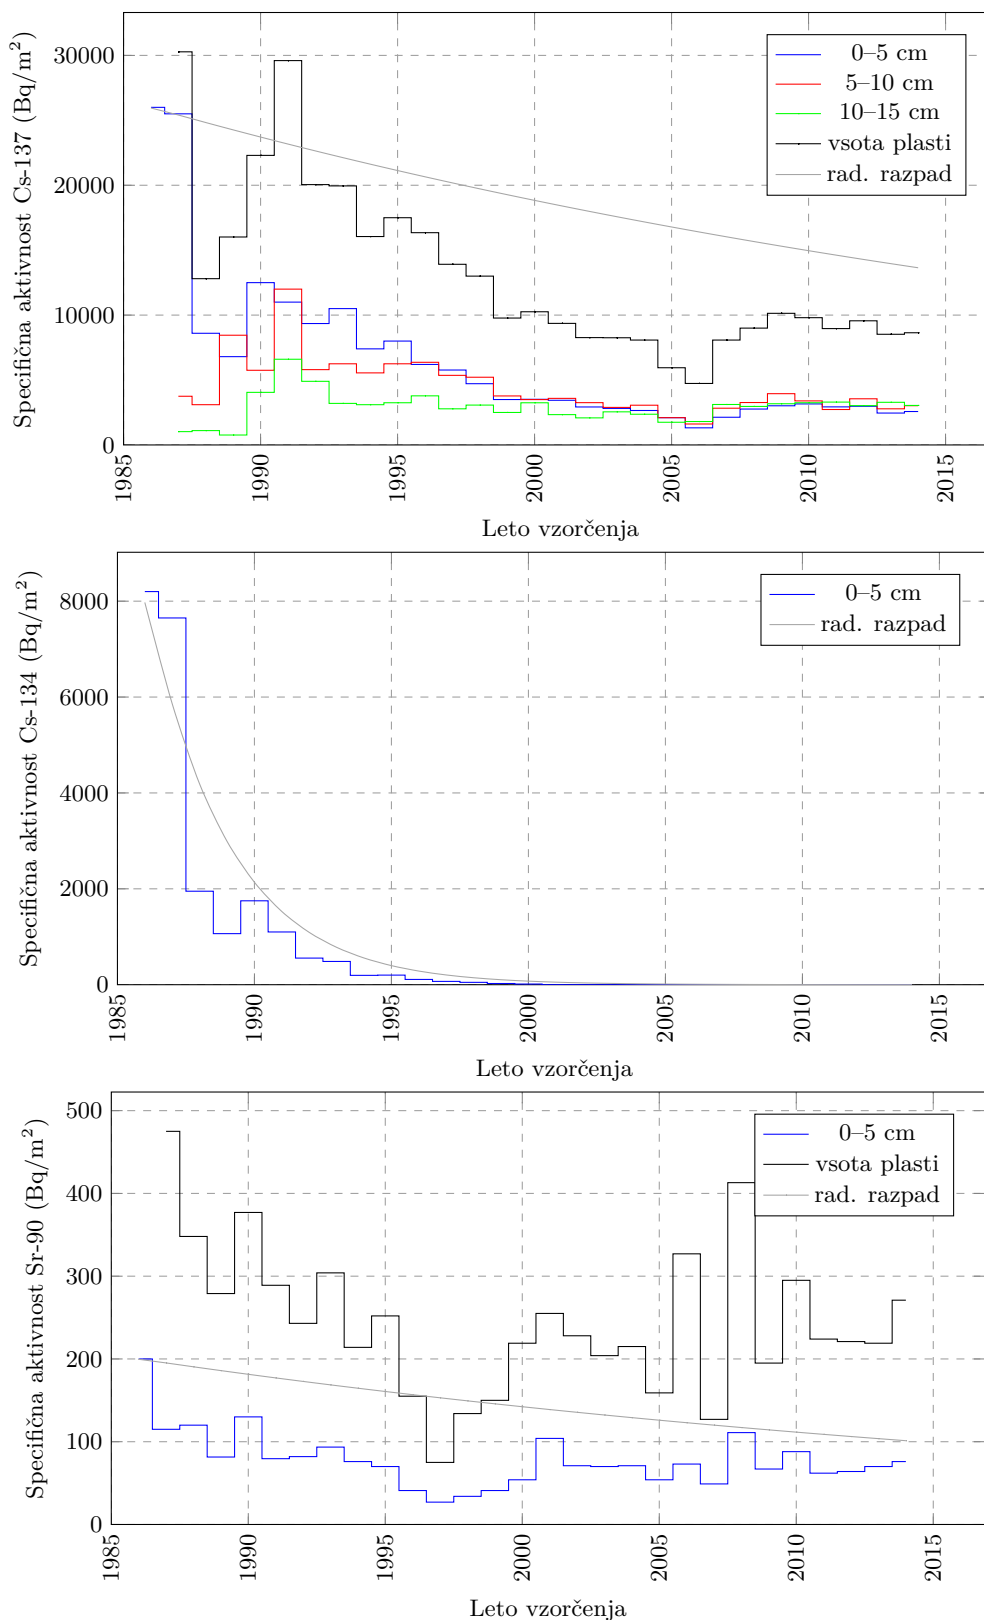 Specifična aktivnost Cs-137 (Bq/m²)
30000
20000
10000
0
0–5 cm
5–10 cm
10–15 cm
vsota plasti
rad. razpad
1985
1990
1995
2000
2005
2010
2015
Leto vzorčenja
Specifična aktivnost Cs-134 (Bq/m²)
8000
6000
4000
2000
0
0–5 cm
rad. razpad
1985
1990
1995
2000
2005
2010
2015
Leto vzorčenja
Specifična aktivnost Sr-90 (Bq/m²)
500
400
300
200
100
0
0–5 cm
vsota plasti
rad. razpad
1985
1990
1995
2000
2005
2010
2015
Leto vzorčenja